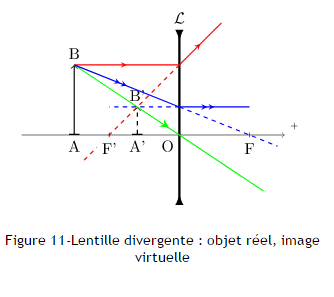 ℒ
B
B'
+
A
F'
A'
O
F
Figure 11-Lentille divergente : objet réel, image
virtuelle